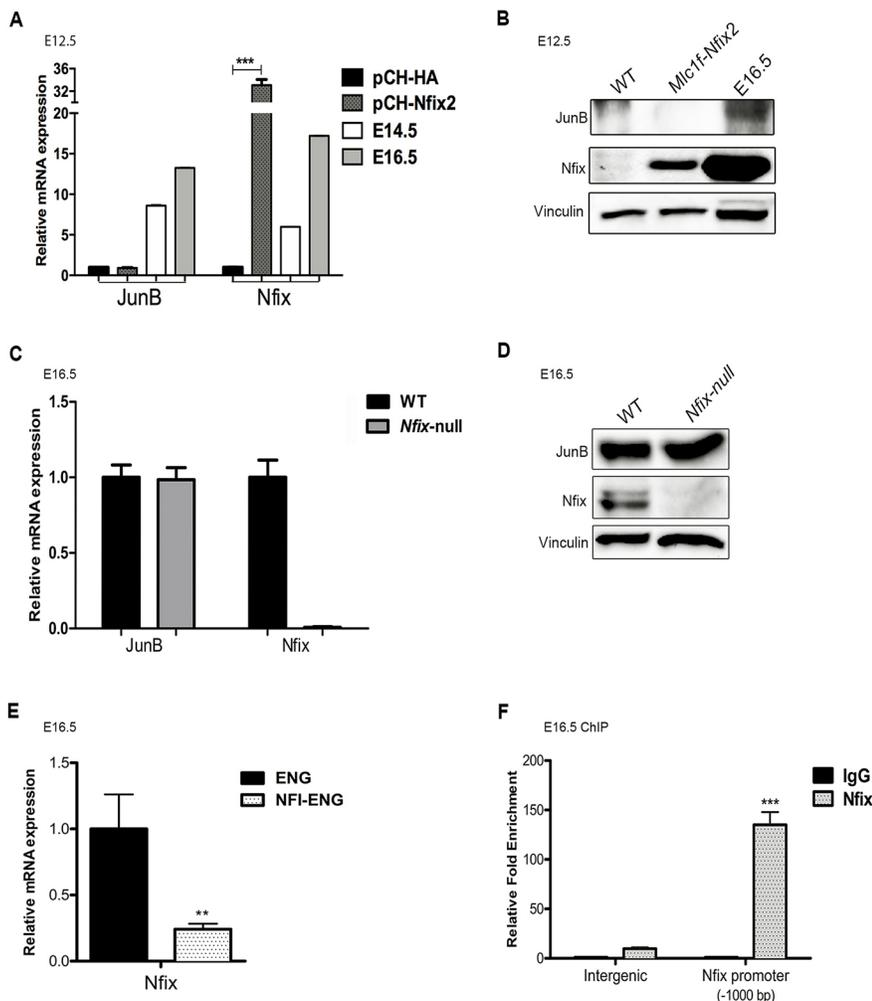 A
E12.5
***
36
32
20
15
10
5
0
Relative mRNA expression
JunB
Nfix
pCH-HA
pCH-Nfix2
E14.5
E16.5
B
E12.5
WT
Mlc1f-Nfix2
E16.5
JunB
Nfix
Vinculin
C
E16.5
1.5
1.0
0.5
0.0
Relative mRNA expression
JunB
Nfix
WT
Nfix-null
D
E16.5
WT
Nfix-null
JunB
Nfix
Vinculin
E
E16.5
1.5
1.0
0.5
0.0
Relative mRNA expression
**
Nfix
ENG
NFI-ENG
F
E16.5 ChIP
200
150
100
50
0
Relative Fold Enrichment
***
Intergenic
Nfix promoter
(-1000 bp)
IgG
Nfix